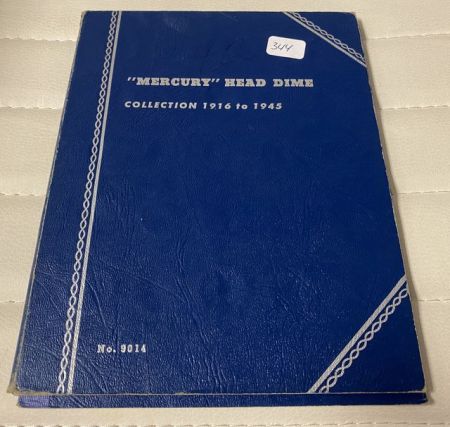 344
"MERCURY" HEAD DIME
COLLECTION 1916 to 1945
No. 9014